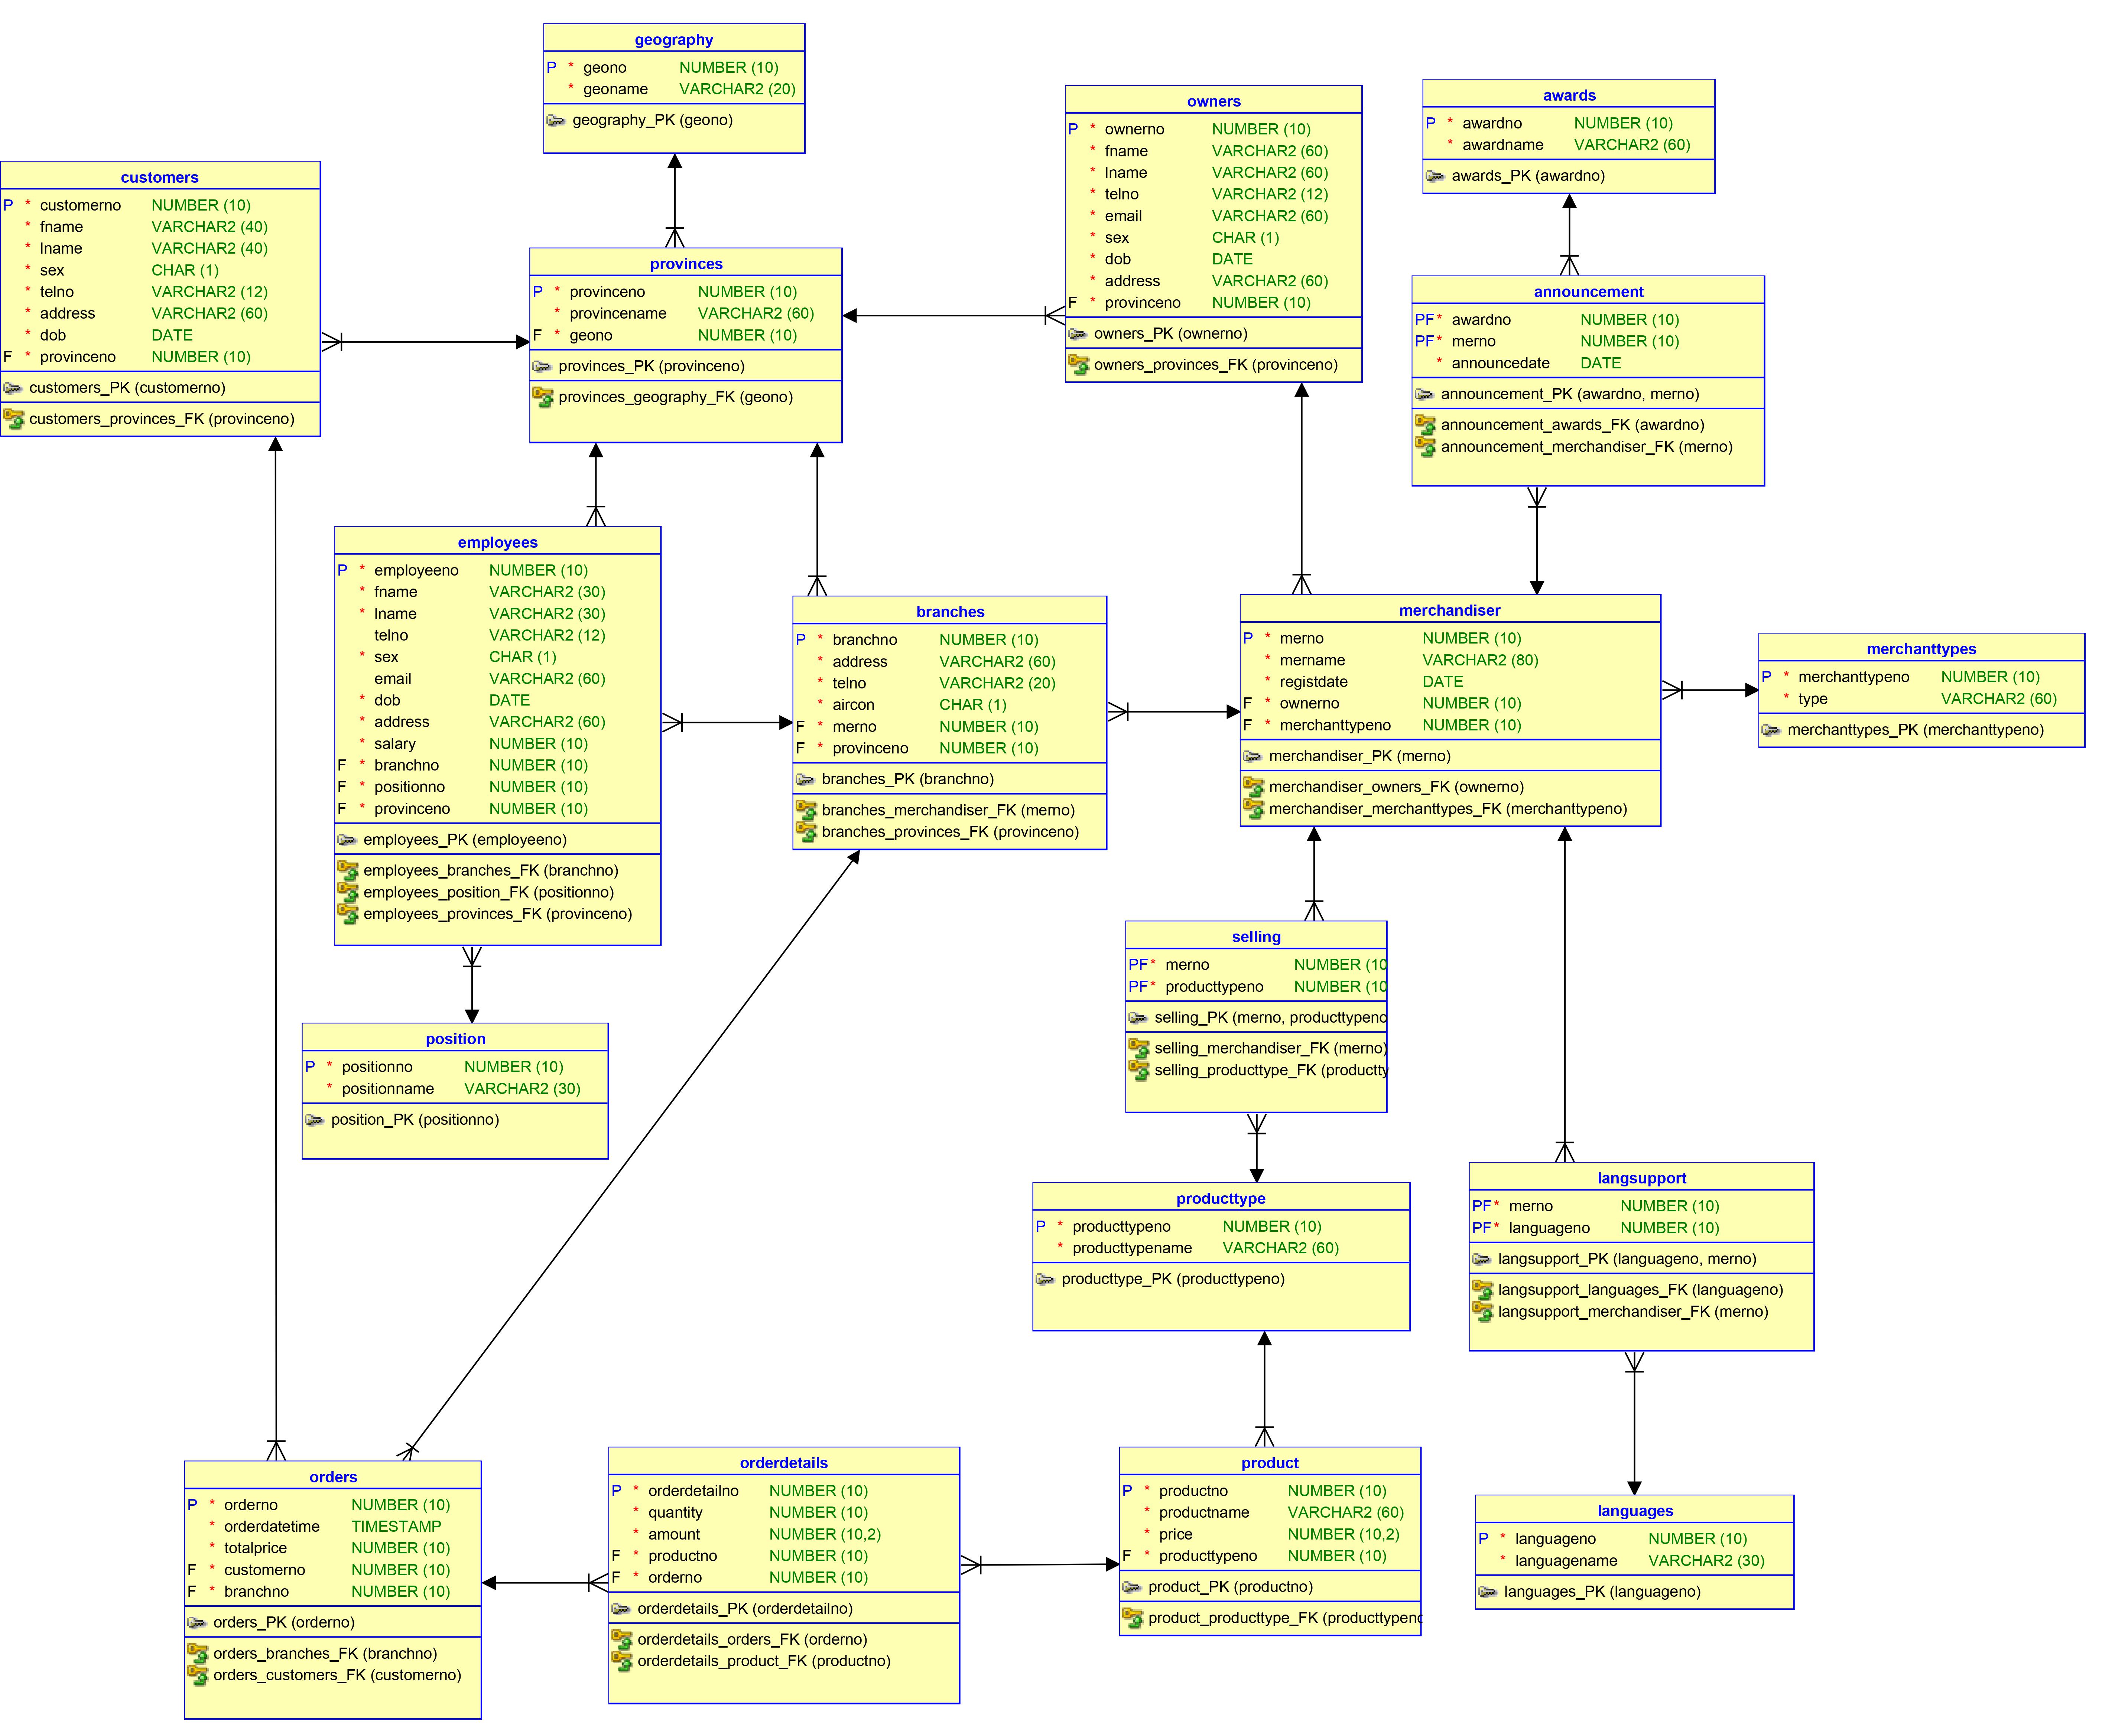 geography
P * geono NUMBER (10)
* geoname VARCHAR2 (20)
geography_PK (geono)
owners
P * ownerno NUMBER (10)
* fname VARCHAR2 (60)
* lname VARCHAR2 (60)
* telno VARCHAR2 (12)
* email VARCHAR2 (60)
* sex CHAR (1)
* dob DATE
* address VARCHAR2 (60)
F * provinceno NUMBER (10)
owners_PK (ownerno)
owners_provinces_FK (provinceno)
awards
P * awardno NUMBER (10)
* awardname VARCHAR2 (60)
awards_PK (awardno)
customers
P * customerno NUMBER (10)
* fname VARCHAR2 (40)
* lname VARCHAR2 (40)
* sex CHAR (1)
* telno VARCHAR2 (12)
* address VARCHAR2 (60)
* dob DATE
F * provinceno NUMBER (10)
customers_PK (customerno)
customers_provinces_FK (provinceno)
provinces
P * provinceno NUMBER (10)
* provincename VARCHAR2 (60)
F * geono NUMBER (10)
provinces_PK (provinceno)
provinces_geography_FK (geono)
announcement
PF* awardno NUMBER (10)
PF* merno NUMBER (10)
* announcedate DATE
announcement_PK (awardno, merno)
announcement_awards_FK (awardno)
announcement_merchandiser_FK (merno)
employees
P * employeeno NUMBER (10)
* fname VARCHAR2 (30)
* lname VARCHAR2 (30)
telno VARCHAR2 (12)
* sex CHAR (1)
email VARCHAR2 (60)
* dob DATE
* address VARCHAR2 (60)
* salary NUMBER (10)
F * branchno NUMBER (10)
F * positionno NUMBER (10)
F * provinceno NUMBER (10)
employees_PK (employeeno)
employees_branches_FK (branchno)
employees_position_FK (positionno)
employees_provinces_FK (provinceno)
branches
P * branchno NUMBER (10)
* address VARCHAR2 (60)
* telno VARCHAR2 (20)
* aircon CHAR (1)
F * merno NUMBER (10)
F * provinceno NUMBER (10)
branches_PK (branchno)
branches_merchandiser_FK (merno)
branches_provinces_FK (provinceno)
merchandiser
P * merno NUMBER (10)
* mername VARCHAR2 (80)
* registdate DATE
F * ownerno NUMBER (10)
F * merchanttypeno NUMBER (10)
merchandiser_PK (merno)
merchandiser_owners_FK (ownerno)
merchandiser_merchanttypes_FK (merchanttypeno)
merchanttypes
P * merchanttypeno NUMBER (10)
* type VARCHAR2 (60)
merchanttypes_PK (merchanttypeno)
selling
PF* merno NUMBER (10
PF* producttypeno NUMBER (10
selling_PK (merno, producttypeno
selling_merchandiser_FK (merno)
selling_producttype_FK (productty
position
P * positionno NUMBER (10)
* positionname VARCHAR2 (30)
position_PK (positionno)
producttype
P * producttypeno NUMBER (10)
* producttypename VARCHAR2 (60)
producttype_PK (producttypeno)
langsupport
PF* merno NUMBER (10)
PF* languageno NUMBER (10)
langsupport_PK (languageno, merno)
langsupport_languages_FK (languageno)
langsupport_merchandiser_FK (merno)
orders
P * orderno NUMBER (10)
* orderdatetime TIMESTAMP
* totalprice NUMBER (10)
F * customerno NUMBER (10)
F * branchno NUMBER (10)
orders_PK (orderno)
orders_branches_FK (branchno)
orders_customers_FK (customerno)
orderdetails
P * orderdetailno NUMBER (10)
* quantity NUMBER (10)
* amount NUMBER (10,2)
F * productno NUMBER (10)
F * orderno NUMBER (10)
orderdetails_PK (orderdetailno)
orderdetails_orders_FK (orderno)
orderdetails_product_FK (productno)
product
P * productno NUMBER (10)
* productname VARCHAR2 (60)
* price NUMBER (10,2)
F * producttypeno NUMBER (10)
product_PK (productno)
product_producttype_FK (producttypeno
languages
P * languageno NUMBER (10)
* languagename VARCHAR2 (30)
languages_PK (languageno)